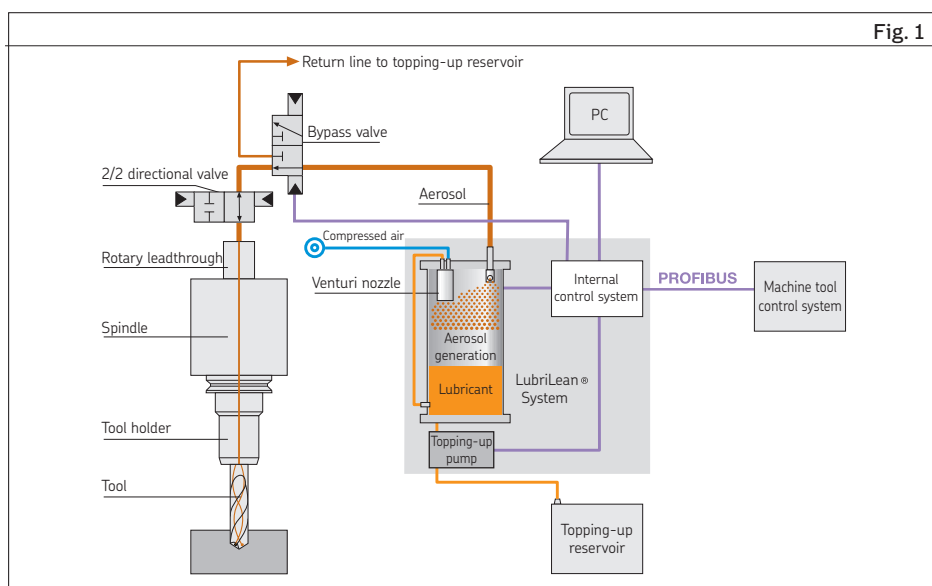 Fig. 1
Return line to topping-up reservoir
Bypass valve
PC
2/2 directional valve
Aerosol
Compressed air
Rotary leadthrough
Venturi nozzle
Internal
control system
PROFIBUS
Machine tool
control system
Spindle
Aerosol
generation
LubriLean ®
System
Lubricant
Tool holder
Topping-up
pump
Tool
Topping-up
reservoir